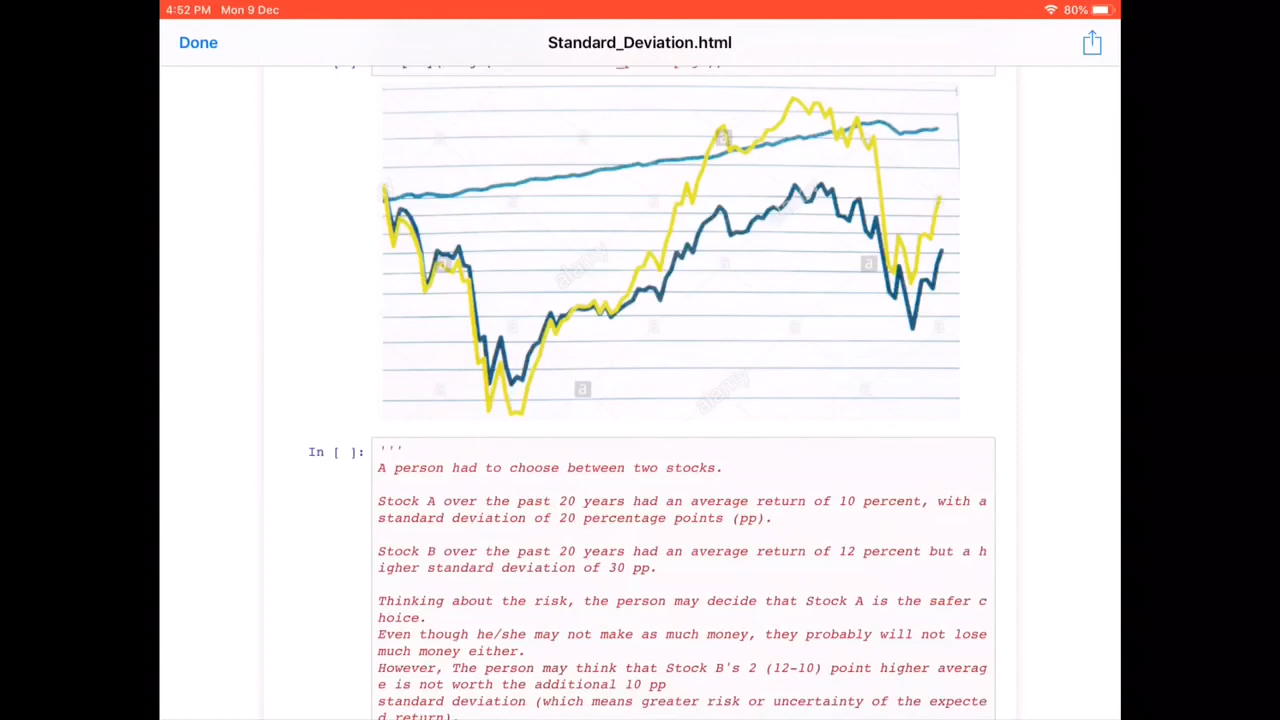 4:52 PM Mon 9 Dec 80%
Done Standard_Deviation.html
a
a
alamy
a
a
alamy
In [ ]: '''
A person had to choose between two stocks.
Stock A over the past 20 years had an average return of 10 percent, with a
standard deviation of 20 percentage points (pp).
Stock B over the past 20 years had an average return of 12 percent but a h
igher standard deviation of 30 pp.
Thinking about the risk, the person may decide that Stock A is the safer c
hoice.
Even though he/she may not make as much money, they probably will not lose
much money either.
However, The person may think that Stock B's 2 (12-10) point higher averag
e is not worth the additional 10 pp
standard deviation (which means greater risk or uncertainty of the expecte
d return).